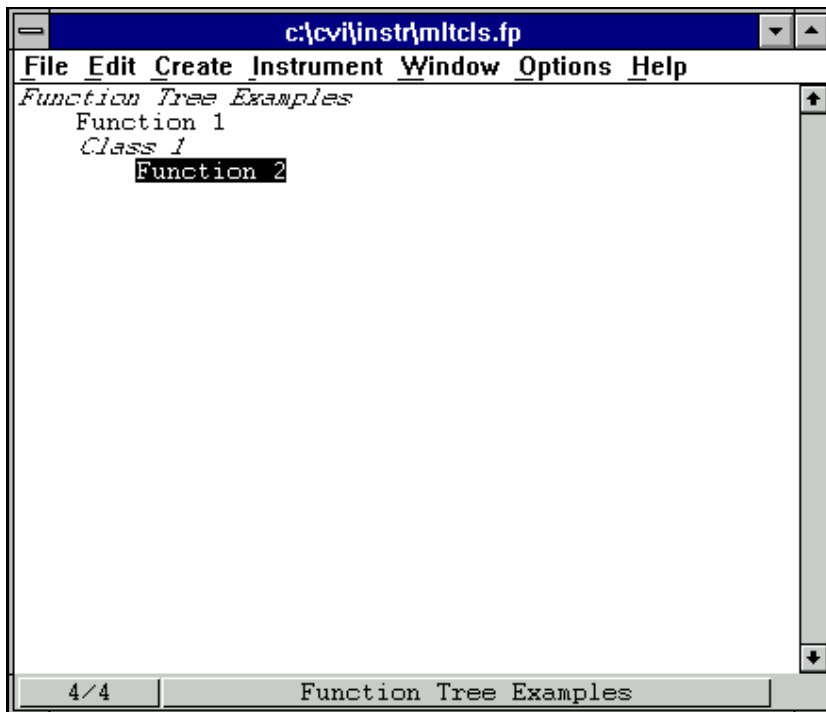 c:\cvi\instr\mltcls.fp
File Edit Create Instrument Window Options Help
Function Tree Examples
Function 1
Class 1
Function 2
4/4 Function Tree Examples